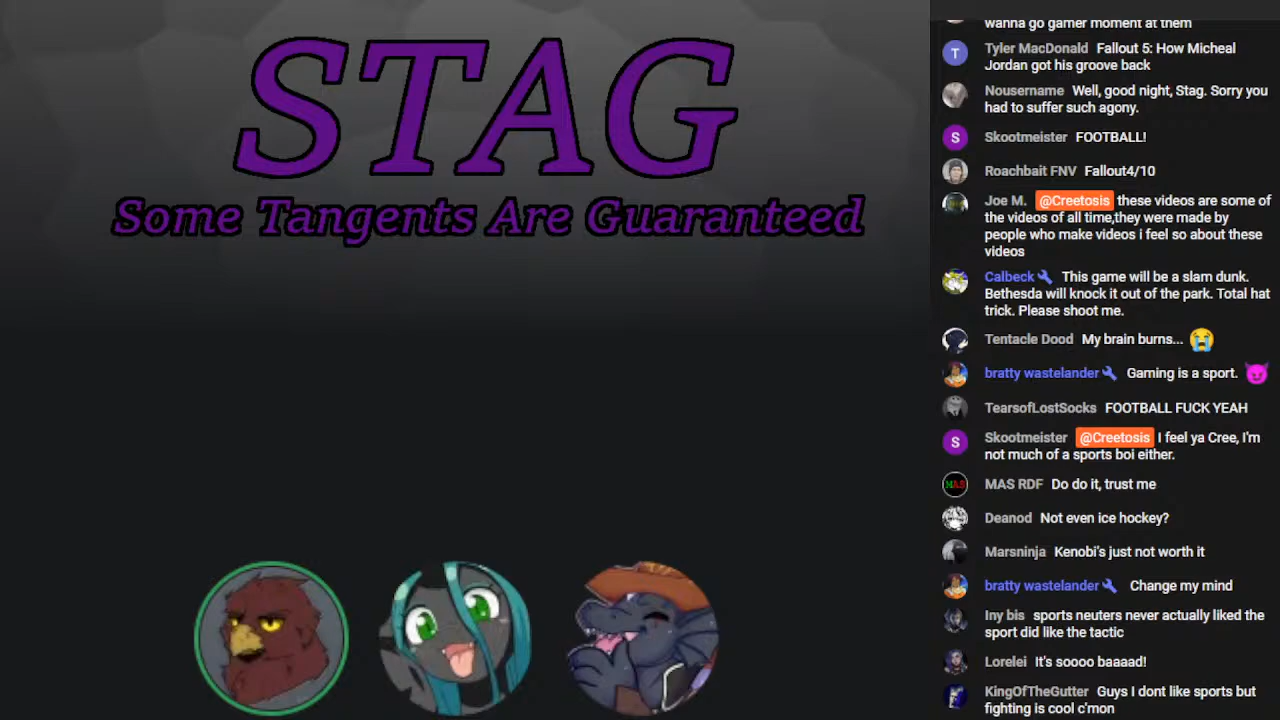 STAG
Some Tangents Are Guaranteed
wanna go gamer moment at them
T
Tyler MacDonald Fallout 5: How Micheal
Jordan got his groove back
Nousername Well, good night, Stag. Sorry you
had to suffer such agony.
S
Skootmeister FOOTBALL!
Roachbait FNV Fallout4/10
Joe M. @Creetosis these videos are some of
the videos of all time,they were made by
people who make videos i feel so about these
videos
Calbeck This game will be a slam dunk.
Bethesda will knock it out of the park. Total hat
trick. Please shoot me.
Tentacle Dood My brain burns... 😭
bratty wastelander Gaming is a sport. 😈
TearsofLostSocks FOOTBALL FUCK YEAH
S
Skootmeister @Creetosis I feel ya Cree, I'm
not much of a sports boi either.
MAS
MAS RDF Do do it, trust me
Deanod Not even ice hockey?
Marsninja Kenobi's just not worth it
bratty wastelander Change my mind
Iny bis sports neuters never actually liked the
sport did like the tactic
Lorelei It's soooo baaaad!
KingOfTheGutter Guys I dont like sports but
fighting is cool c'mon